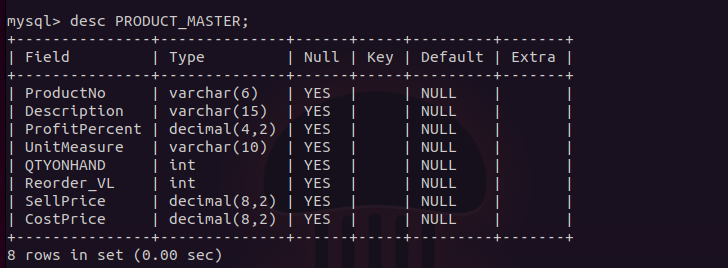 mysql> desc PRODUCT_MASTER;
+---------------+--------------+------+-----+---------+-------+
| Field         | Type         | Null | Key | Default | Extra |
+---------------+--------------+------+-----+---------+-------+
| ProductNo     | varchar(6)   | YES  |     | NULL    |       |
| Description   | varchar(15)  | YES  |     | NULL    |       |
| ProfitPercent | decimal(4,2) | YES  |     | NULL    |       |
| UnitMeasure   | varchar(10)  | YES  |     | NULL    |       |
| QTYONHAND     | int          | YES  |     | NULL    |       |
| Reorder_VL    | int          | YES  |     | NULL    |       |
| SellPrice     | decimal(8,2) | YES  |     | NULL    |       |
| CostPrice     | decimal(8,2) | YES  |     | NULL    |       |
+---------------+--------------+------+-----+---------+-------+
8 rows in set (0.00 sec)